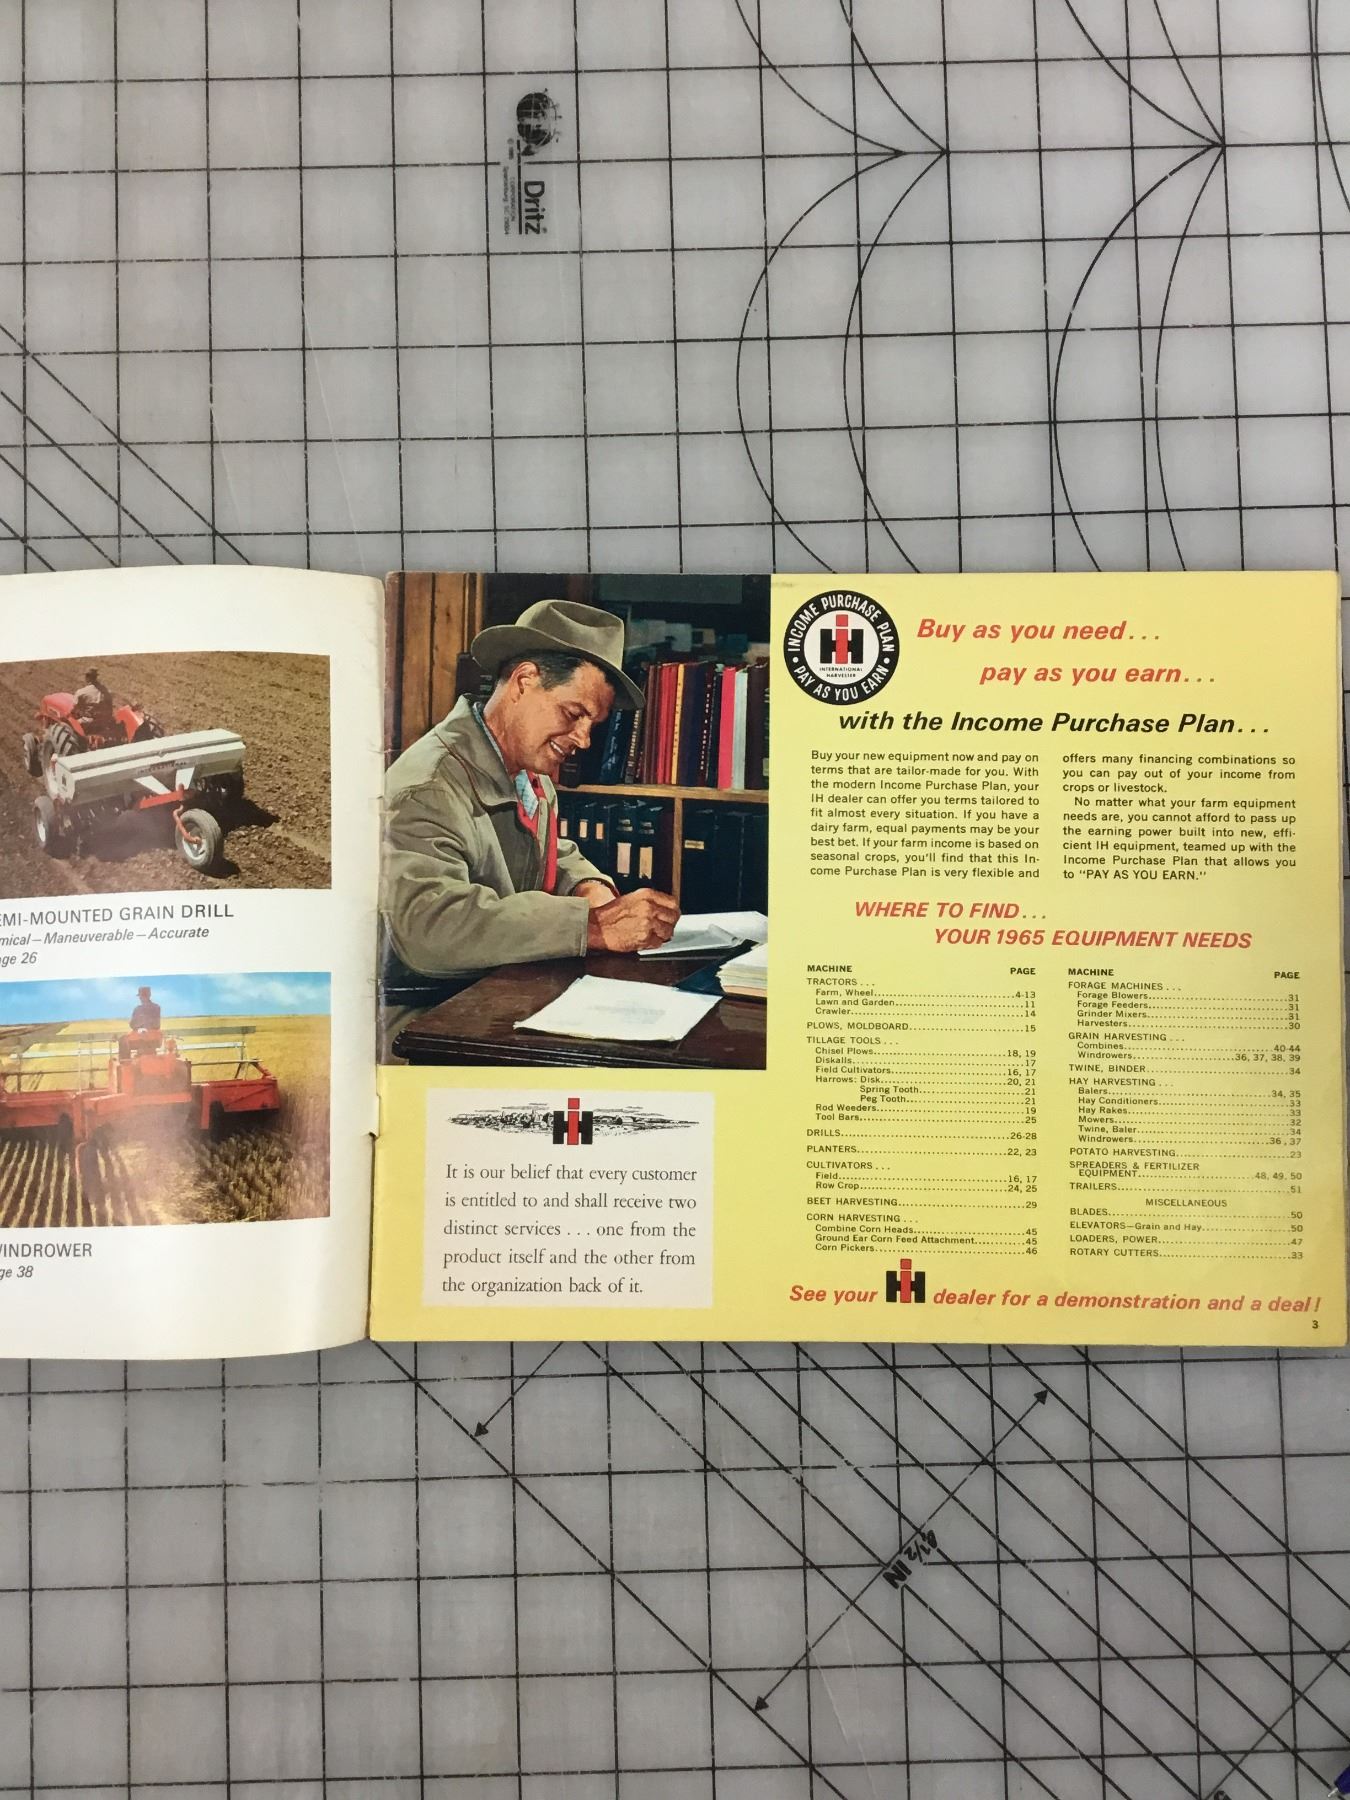 Dritz
CORPORATION
EMI-MOUNTED GRAIN DRILL
mical—Maneuverable—Accurate
ge 26
INDROWER
ge 38
INCOME PURCHASE PLAN
INTERNATIONAL
HARVESTER
PAY AS YOU EARN
Buy as you need...
pay as you earn...
with the Income Purchase Plan...
Buy your new equipment now and pay on
terms that are tailor-made for you. With
the modern Income Purchase Plan, your
IH dealer can offer you terms tailored to
fit almost every situation. If you have a
dairy farm, equal payments may be your
best bet. If your farm income is based on
seasonal crops, you'll find that this In-
come Purchase Plan is very flexible and
offers many financing combinations so
you can pay out of your income from
crops or livestock.
No matter what your farm equipment
needs are, you cannot afford to pass up
the earning power built into new, effi-
cient IH equipment, teamed up with the
Income Purchase Plan that allows you
to "PAY AS YOU EARN."
WHERE TO FIND...
YOUR 1965 EQUIPMENT NEEDS
MACHINE PAGE
TRACTORS...
Farm, Wheel 4-13
Lawn and Garden 11
Crawler 14
PLOWS, MOLDBOARD 15
TILLAGE TOOLS...
Chisel Plows 18, 19
Diskalls 17
Field Cultivators 16, 17
Harrows: Disk 20, 21
Spring Tooth 21
Peg Tooth 21
Rod Weeders 19
Tool Bars 25
DRILLS 26-28
PLANTERS 22, 23
CULTIVATORS...
Field 16, 17
Row Crop 24, 25
BEET HARVESTING 29
CORN HARVESTING...
Combine Corn Heads 45
Ground Ear Corn Feed Attachment 45
Corn Pickers 46
MACHINE PAGE
FORAGE MACHINES...
Forage Blowers 31
Forage Feeders 31
Grinder Mixers 31
Harvesters 30
GRAIN HARVESTING...
Combines 40-44
Windrowers 36, 37, 38, 39
TWINE, BINDER 34
HAY HARVESTING...
Balers 34, 35
Hay Conditioners 33
Hay Rakes 33
Mowers 32
Twine, Baler 34
Windrowers 36, 37
POTATO HARVESTING 23
SPREADERS & FERTILIZER
EQUIPMENT 48, 49, 50
TRAILERS 51
MISCELLANEOUS
BLADES 50
ELEVATORS—Grain and Hay 50
LOADERS, POWER 47
ROTARY CUTTERS 33
It is our belief that every customer
is entitled to and shall receive two
distinct services . . . one from the
product itself and the other from
the organization back of it.
See your IH dealer for a demonstration and a deal!
3
4 1/2 IN